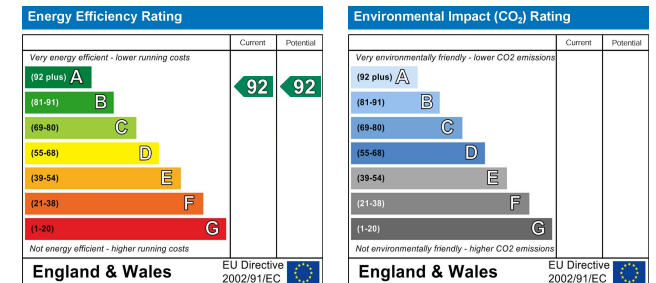 Energy Efficiency Rating
Current Potential
Very energy efficient - lower running costs
(92 plus) A
92 92
(81-91) B
(69-80) C
(55-68) D
(39-54) E
(21-38) F
(1-20) G
Not energy efficient - higher running costs
England & Wales
EU Directive
2002/91/EC
Environmental Impact (CO₂) Rating
Current Potential
Very environmentally friendly - lower CO2 emissions
(92 plus) A
(81-91) B
(69-80) C
(55-68) D
(39-54) E
(21-38) F
(1-20) G
Not environmentally friendly - higher CO2 emissions
England & Wales
EU Directive
2002/91/EC